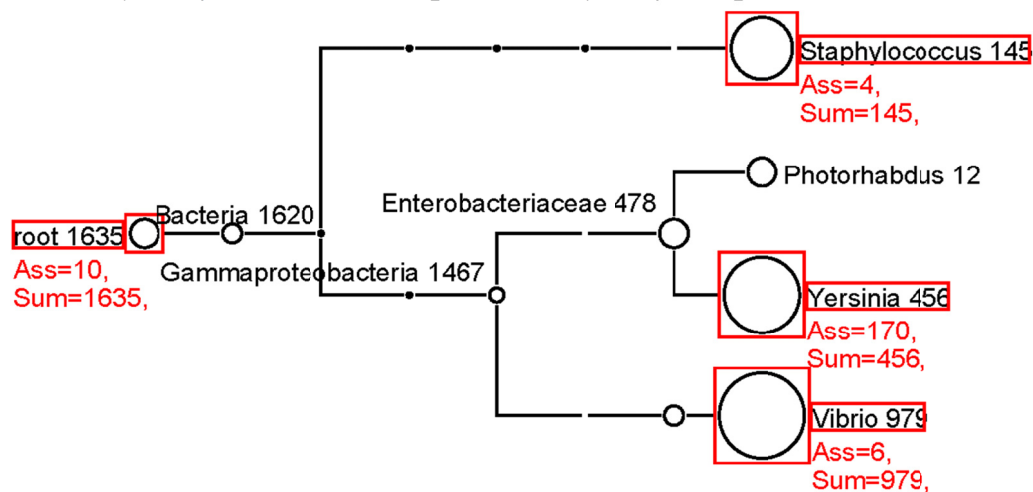 Staphylococcus 145
Ass=4,
Sum=145,
Photorhabdus 12
Enterobacteriaceae 478
Bacteria 1620
root 1635
Ass=10,
Sum=1635,
Gammaproteobacteria 1467
Yersinia 456
Ass=170,
Sum=456,
Vibrio 979
Ass=6,
Sum=979,